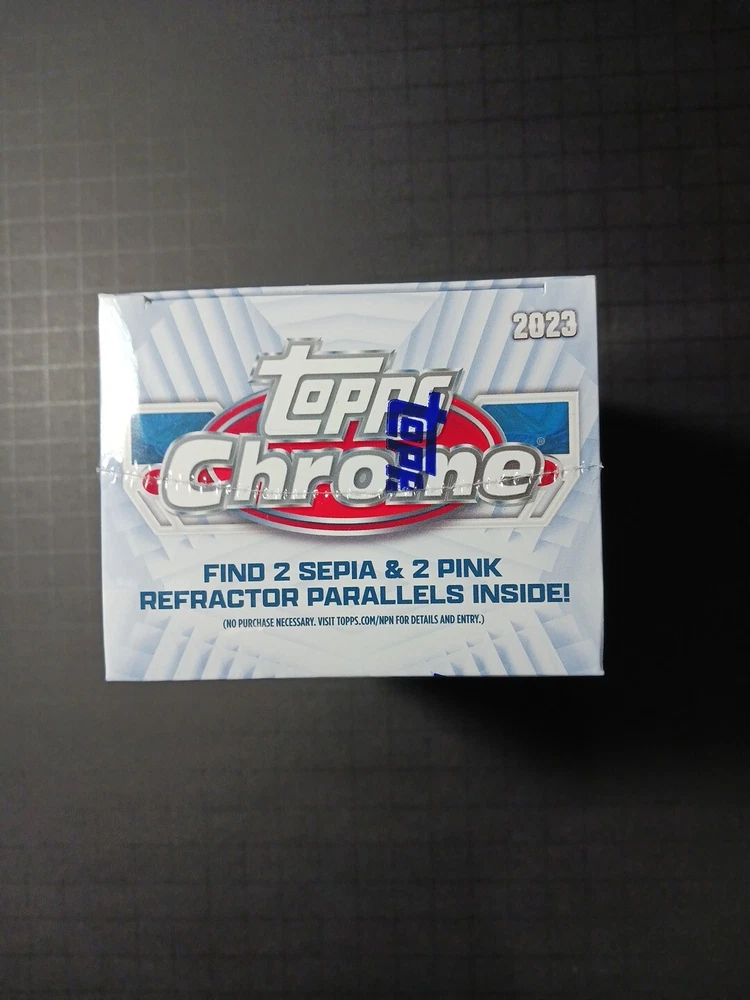 2023
Topps
Chrome
®
Topps
FIND 2 SEPIA & 2 PINK
REFRACTOR PARALLELS INSIDE!
(NO PURCHASE NECESSARY. VISIT TOPPS.COM/NPN FOR DETAILS AND ENTRY.)